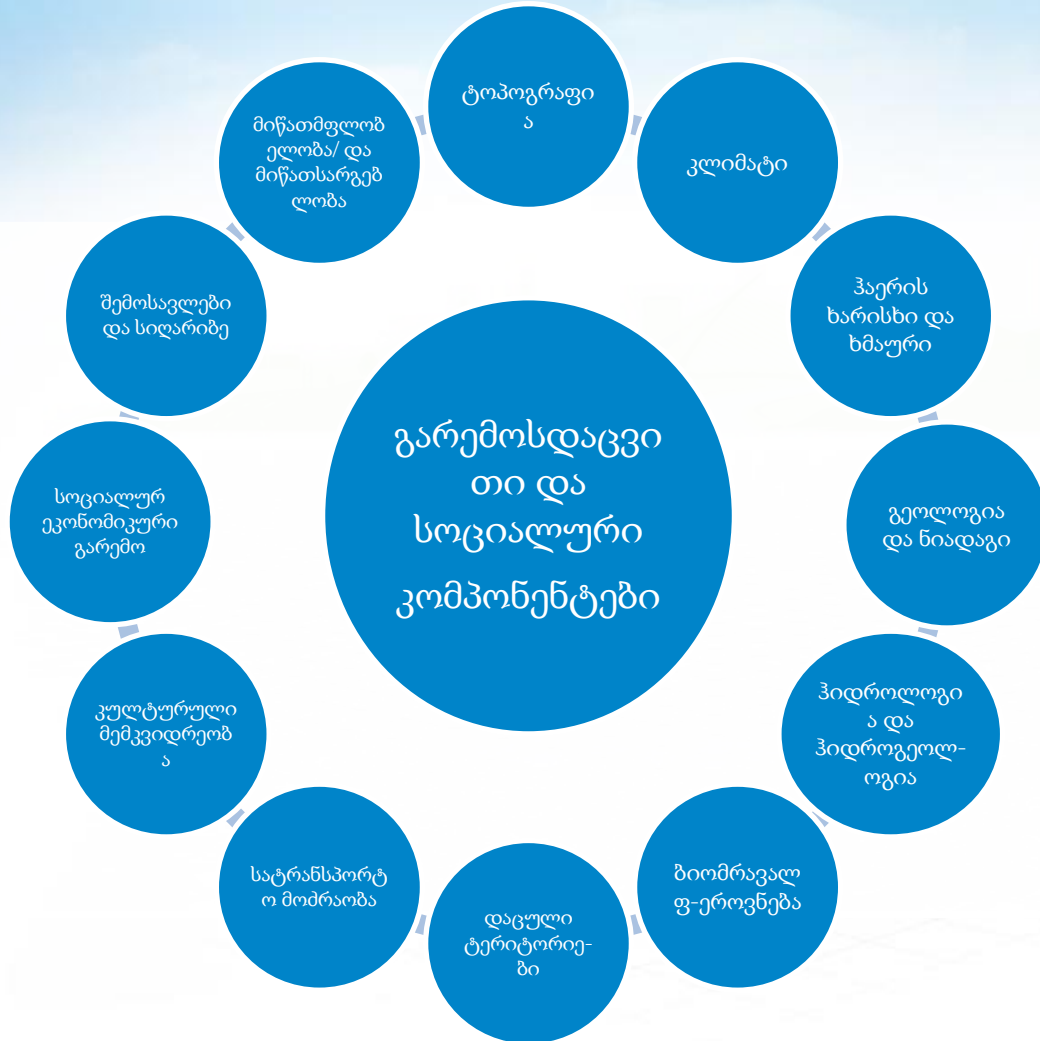 ტოპოგრაფი
ა
კლიმატი
ჰაერის
ხარისხი და
ხმაური
გეოლოგია
და ნიადაგი
ჰიდროლოგი
ა და
ჰიდროგეოლ-
ოგია
ბიომრავალ
ფ-ეროვნება
დაცული
ტერიტორიე-
ბი
სატრანსპორტ
ო მოძრაობა
კულტურული
მემკვიდრეობ
ა
სოციალურ
ეკონომიკური
გარემო
შემოსავლები
და სიღარიბე
მიწათმფლობ
ელობა/ და
მიწათსარგებ
ლობა
გარემოსდაცვი
თი და
სოციალური
კომპონენტები